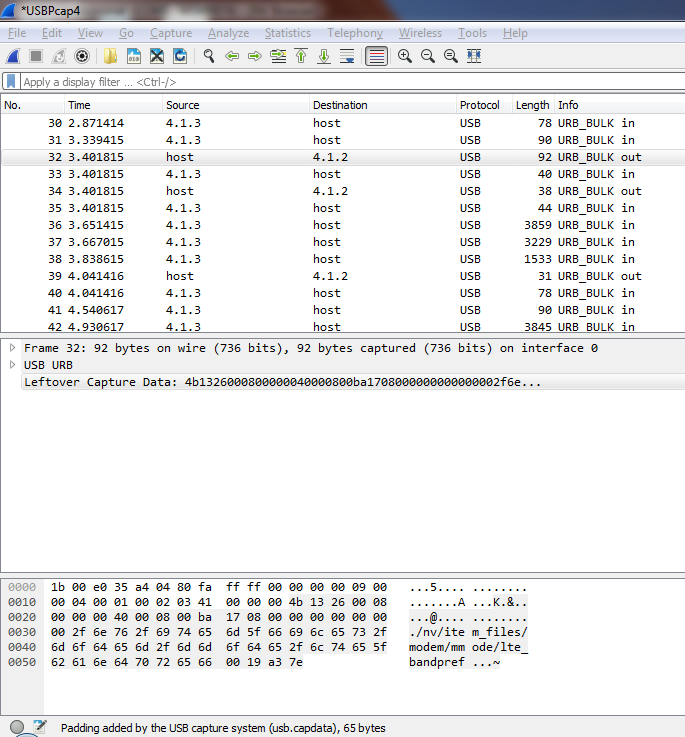 *USBPcap4
File Edit View Go Capture Analyze Statistics Telephony Wireless Tools Help
Apply a display filter ... <Ctrl-/>
No. Time Source Destination Protocol Length Info
30 2.871414 4.1.3 host USB 78 URB_BULK in
31 3.339415 4.1.3 host USB 90 URB_BULK in
32 3.401815 host 4.1.2 USB 92 URB_BULK out
33 3.401815 4.1.3 host USB 40 URB_BULK in
34 3.401815 host 4.1.2 USB 38 URB_BULK out
35 3.401815 4.1.3 host USB 44 URB_BULK in
36 3.651415 4.1.3 host USB 3859 URB_BULK in
37 3.667015 4.1.3 host USB 3229 URB_BULK in
38 3.838615 4.1.3 host USB 1533 URB_BULK in
39 4.041416 host 4.1.2 USB 31 URB_BULK out
40 4.041416 4.1.3 host USB 78 URB_BULK in
41 4.540617 4.1.3 host USB 90 URB_BULK in
42 4.930617 4.1.3 host USB 3845 URB_BULK in
Frame 32: 92 bytes on wire (736 bits), 92 bytes captured (736 bits) on interface 0
USB URB
Leftover Capture Data: 4b1326000800000040000800ba1708000000000000002f6e...
0000 1b 00 e0 35 a4 04 80 fa ff ff 00 00 00 00 09 00 ...5.... ........
0010 00 04 00 01 00 02 03 41 00 00 00 4b 13 26 00 08 .......A ...K.&..
0020 00 00 00 40 00 08 00 ba 17 08 00 00 00 00 00 00 ...@.... ........
0030 00 2f 6e 76 2f 69 74 65 6d 5f 66 69 6c 65 73 2f ./nv/ite m_files/
0040 6d 6f 64 65 6d 2f 6d 6d 6f 64 65 2f 6c 74 65 5f modem/mm ode/lte_
0050 62 61 6e 64 70 72 65 66 00 19 a3 7e bandpref ...~
Padding added by the USB capture system (usb.capdata), 65 bytes